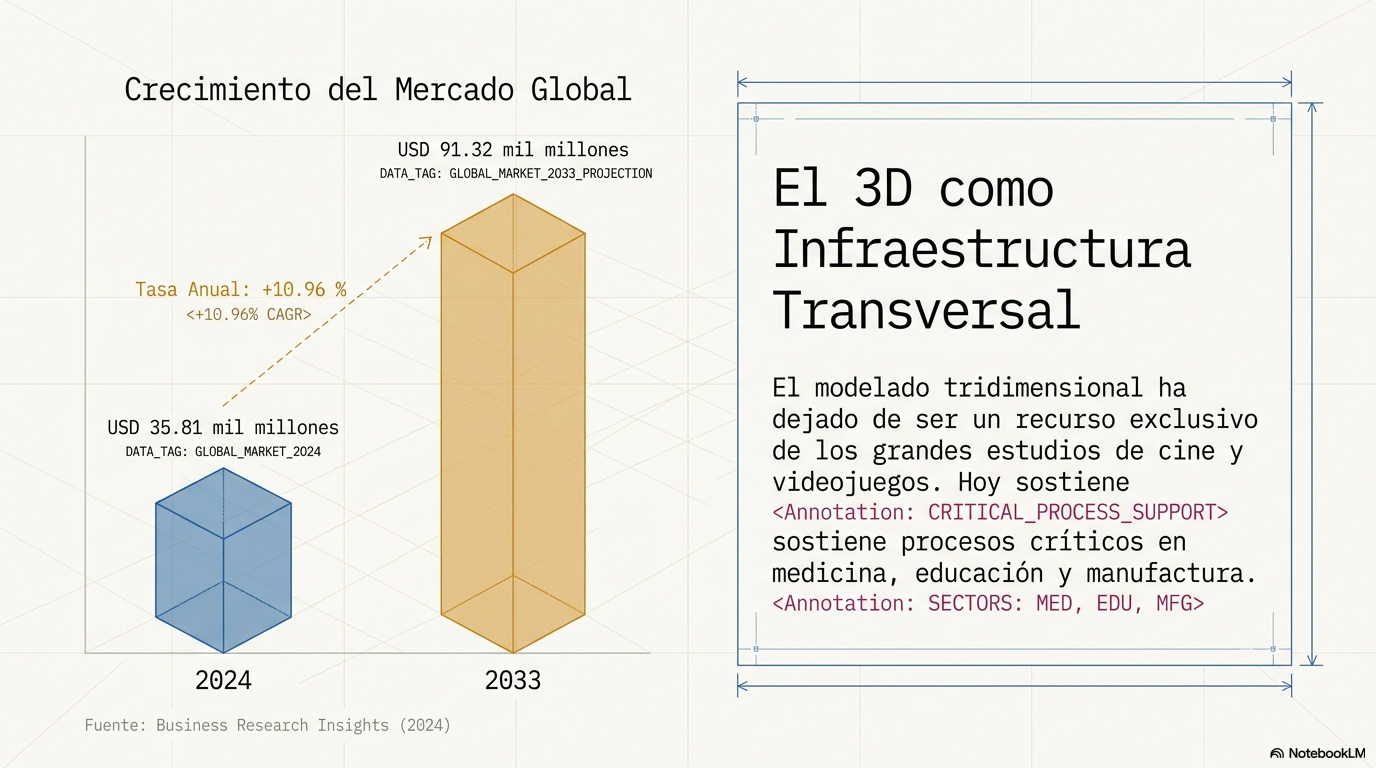 Crecimiento del Mercado Global
USD 91.32 mil millones
DATA_TAG: GLOBAL_MARKET_2033_PROJECTION
Tasa Anual: +10.96 %
<+10.96% CAGR>
USD 35.81 mil millones
DATA_TAG: GLOBAL_MARKET_2024
2024
2033
Fuente: Business Research Insights (2024)
El 3D como
Infraestructura
Transversal
El modelado tridimensional ha
dejado de ser un recurso exclusivo
de los grandes estudios de cine y
videojuegos. Hoy sostiene
<Annotation: CRITICAL_PROCESS_SUPPORT>
sostiene procesos críticos en
medicina, educación y manufactura.
<Annotation: SECTORS: MED, EDU, MFG>
NotebookLM